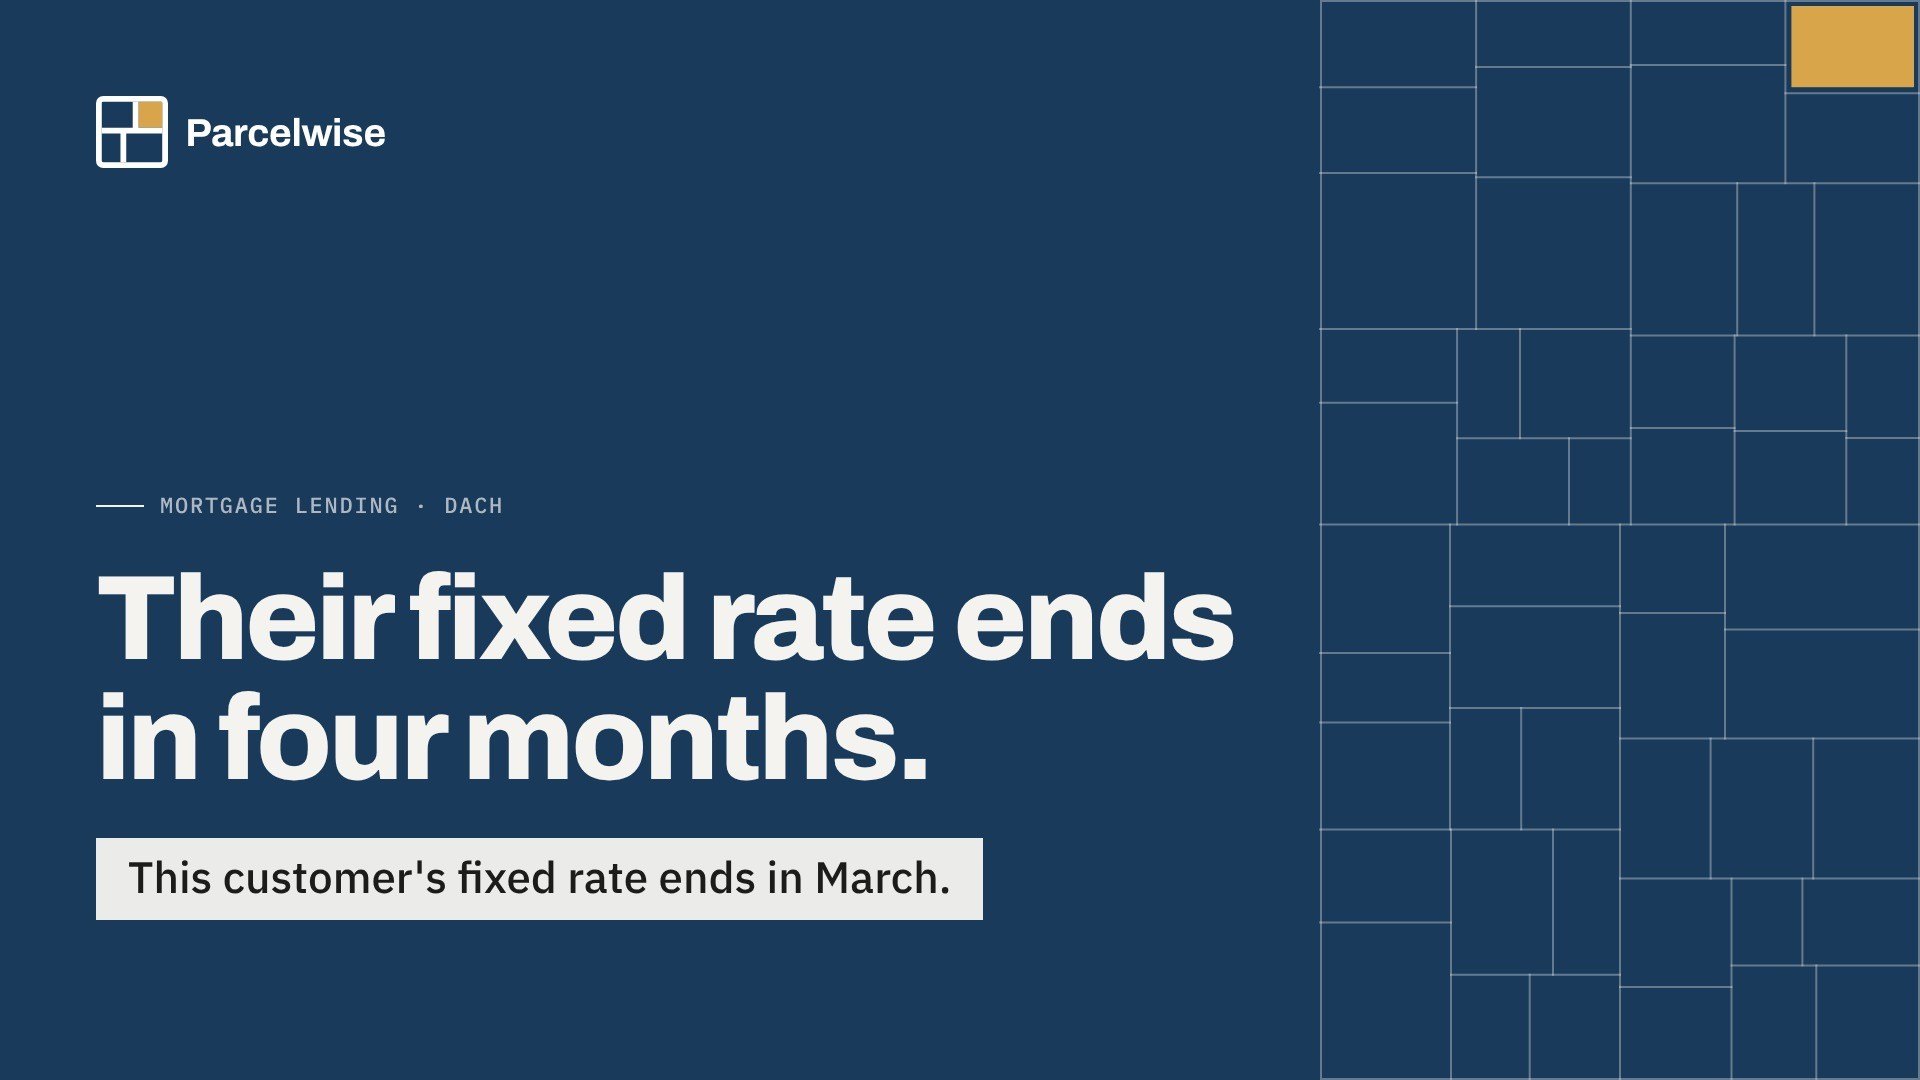 Parcelwise
MORTGAGE LENDING · DACH
Their fixed rate ends
in four months.
This customer's fixed rate ends in March.